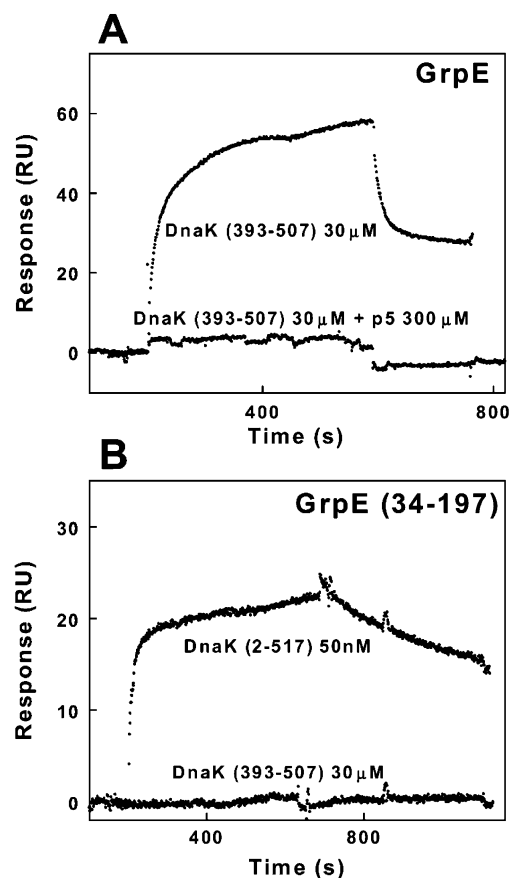 A
GrpE
Response (RU)
60
40
20
0
DnaK (393-507) 30 μM
DnaK (393-507) 30 μM + p5 300 μM
400
800
Time (s)
B
GrpE (34-197)
Response (RU)
30
20
10
0
DnaK (2-517) 50nM
DnaK (393-507) 30 μM
400
800
Time (s)